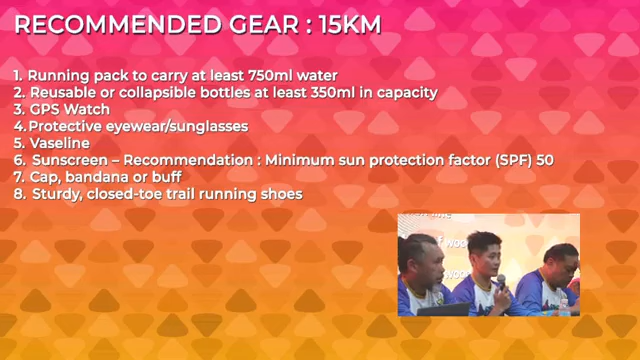 RECOMMENDED GEAR : 15KM
1. Running pack to carry at least 750ml water
2. Reusable or collapsible bottles at least 350ml in capacity
3. GPS Watch
4. Protective eyewear/sunglasses
5. Vaseline
6. Sunscreen – Recommendation : Minimum sun protection factor (SPF) 50
7. Cap, bandana or buff
8. Sturdy, closed-toe trail running shoes